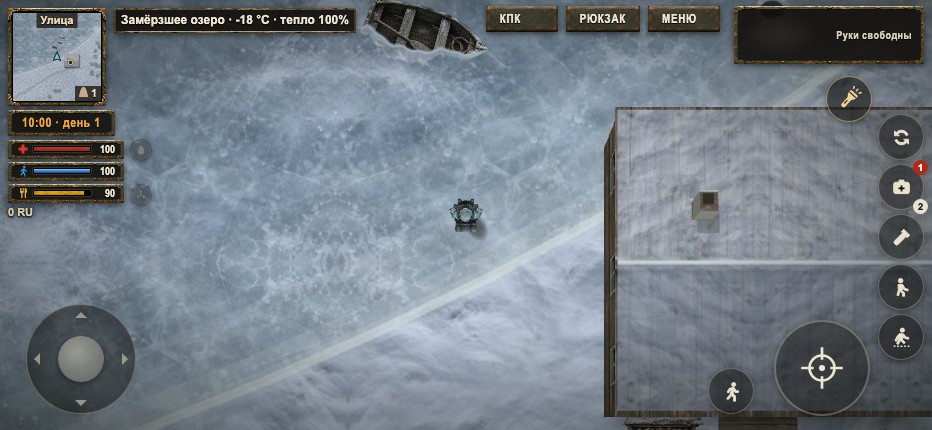 Улица
1
Замёрзшее озеро · -18 °C · тепло 100%
КПК
РЮКЗАК
МЕНЮ
Руки свободны
10:00 · день 1
100
100
90
0 RU
1
2